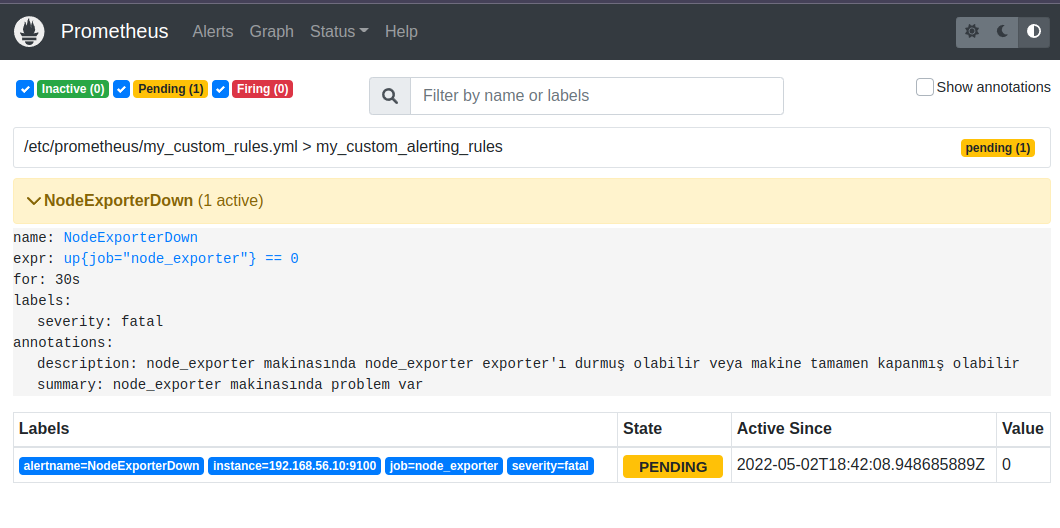 Prometheus Alerts Graph Status Help
Inactive (0) Pending (1) Firing (0) Filter by name or labels Show annotations
/etc/prometheus/my_custom_rules.yml > my_custom_alerting_rules pending (1)
NodeExporterDown (1 active)
name: NodeExporterDown
expr: up{job="node_exporter"} == 0
for: 30s
labels:
severity: fatal
annotations:
description: node_exporter makinasında node_exporter exporter'ı durmuş olabilir veya makine tamamen kapanmış olabilir
summary: node_exporter makinasında problem var
Labels State Active Since Value
alertname=NodeExporterDown instance=192.168.56.10:9100 job=node_exporter severity=fatal PENDING 2022-05-02T18:42:08.948685889Z 0